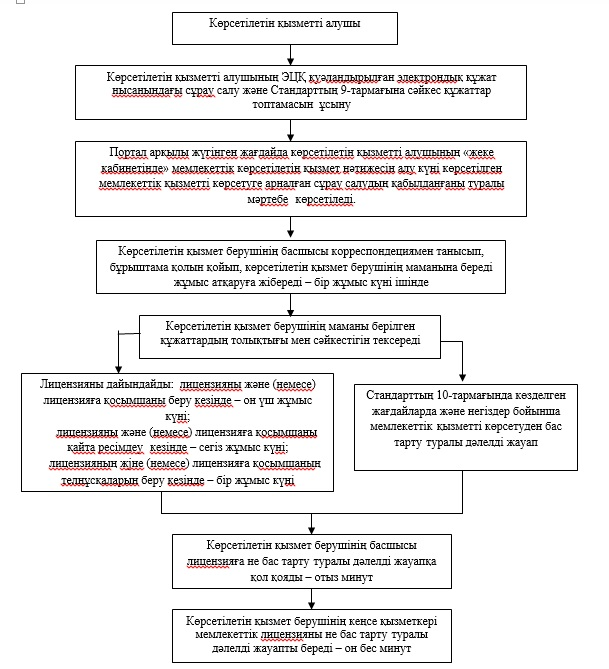 Көрсетілетін қызметті алушы
Көрсетілетін қызметті алушының ЭЦҚ куәландырылған электрондық құжат
нысанындағы сұрау салу және Стандарттың 9-тармағына сәйкес құжаттар
топтамасын ұсыну
Портал арқылы жүгінген жағдайда көрсетілетін қызметті алушының «жеке
кабинетінде» мемлекеттік көрсетілетін қызмет нәтижесін алу күні көрсетілген
мемлекеттік қызметті көрсетуге арналған сұрау салудың қабылданғаны туралы
мәртебе көрсетіледі.
Көрсетілетін қызмет берушінің басшысы корреспондециямен танысып,
бұрыштама қолын қойып, көрсетілетін қызмет берушінің маманына береді
жұмыс атқаруға жібереді – бір жұмыс күні ішінде
Көрсетілетін қызмет берушінің маманы берілген
құжаттардың толықтығы мен сәйкестігін тексереді
Лицензияны дайындайды: лицензияны және (немесе)
лицензияға қосымшаны беру кезінде – он үш жұмыс
күні;
лицензияны және (немесе) лицензияға қосымшаны
қайта ресімдеу кезінде – сегіз жұмыс күні;
лицензияның жіне (немесе) лицензияға қосымшаның
телнұсқаларын беру кезінде – бір жұмыс күні
Стандарттың 10-тармағында көзделген
жағдайларда және негіздер бойынша
мемлекеттік қызметті көрсетуден бас
тарту туралы дәлелді жауап
Көрсетілетін қызмет берушінің басшысы
лицензияға не бас тарту туралы дәлелді жауапқа
қол қояды – отыз минут
Көрсетілетін қызмет берушінің кеңсе қызметкері
мемлекеттік лицензияны не бас тарту туралы
дәлелді жауапты береді – он бес минут